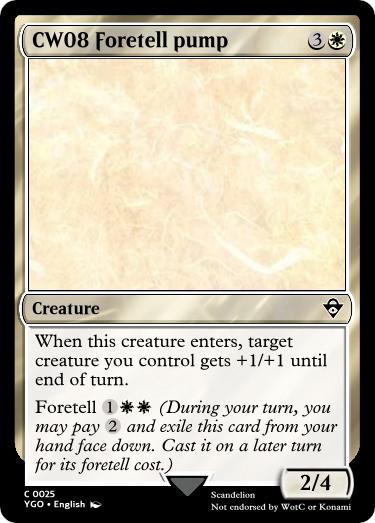 CW08 Foretell pump 3
Creature
When this creature enters, target
creature you control gets +1/+1 until
end of turn.
Foretell 1 (During your turn, you
may pay 2 and exile this card from your
hand face down. Cast it on a later turn
for its foretell cost.)
2/4
C 0025
YGO • English
Scandelion
Not endorsed by WotC or Konami